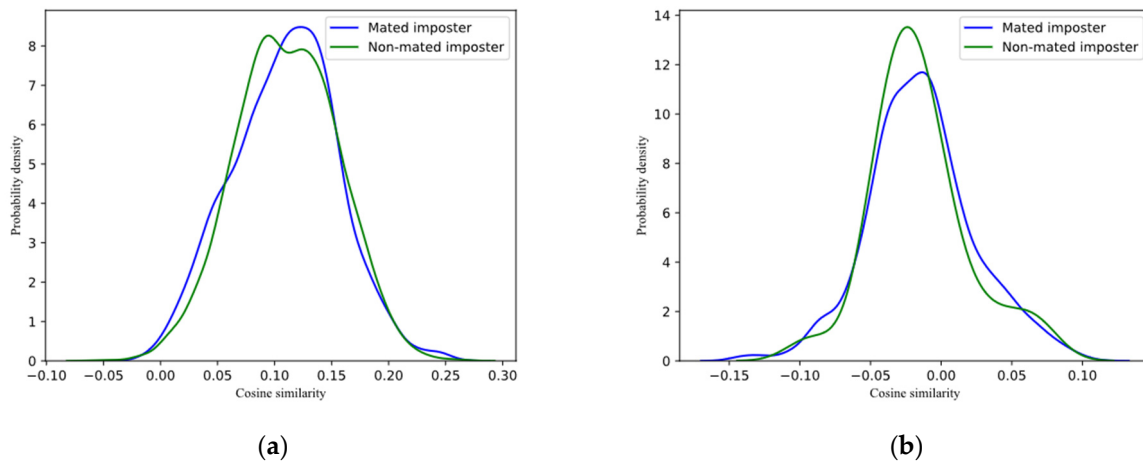 Mated imposter
Non-mated imposter
Probability density
8
7
6
5
4
3
2
1
0
−0.10 −0.05 0.00 0.05 0.10 0.15 0.20 0.25 0.30
Cosine similarity
(a)
Mated imposter
Non-mated imposter
Probability density
14
12
10
8
6
4
2
0
−0.15 −0.10 −0.05 0.00 0.05 0.10
Cosine similarity
(b)